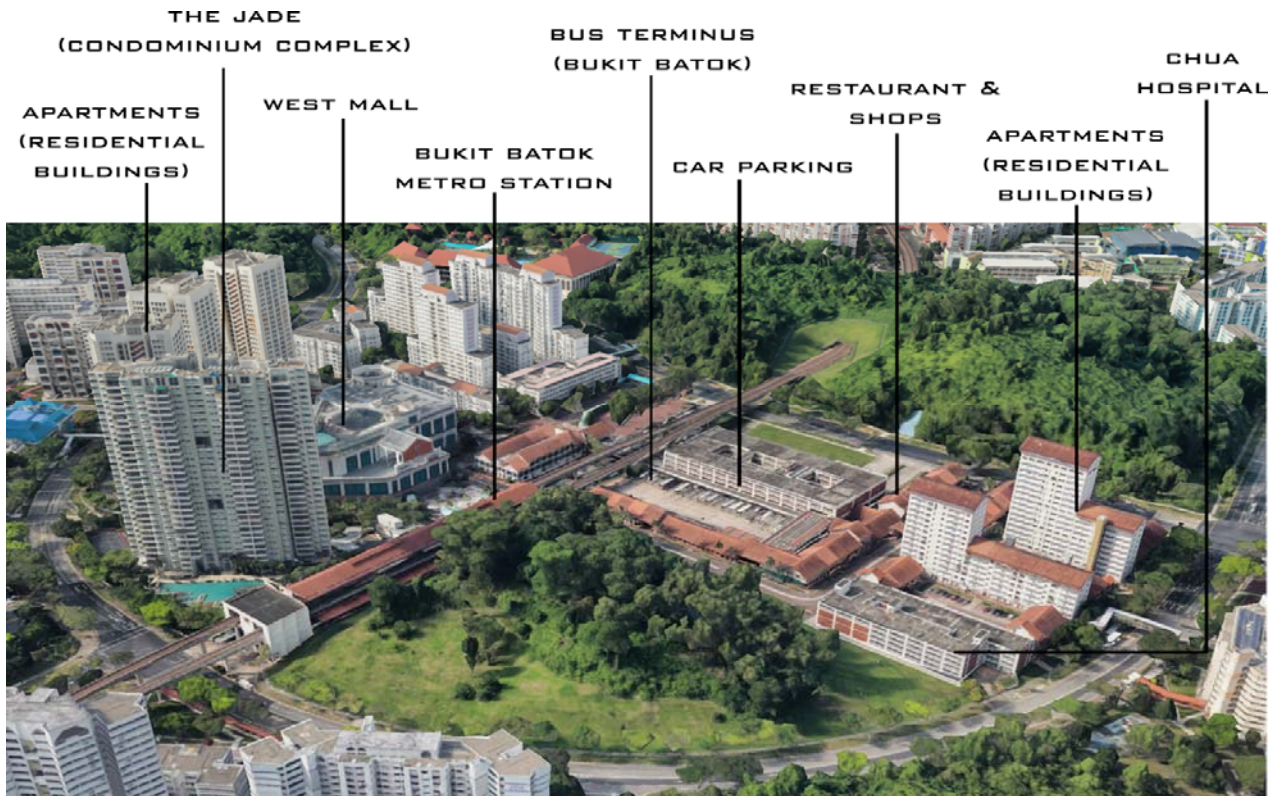 THE JADE
(CONDOMINIUM COMPLEX)
APARTMENTS
(RESIDENTIAL
BUILDINGS)
WEST MALL
BUKIT BATOK
METRO STATION
BUS TERMINUS
(BUKIT BATOK)
CAR PARKING
RESTAURANT &
SHOPS
APARTMENTS
(RESIDENTIAL
BUILDINGS)
CHUA
HOSPITAL